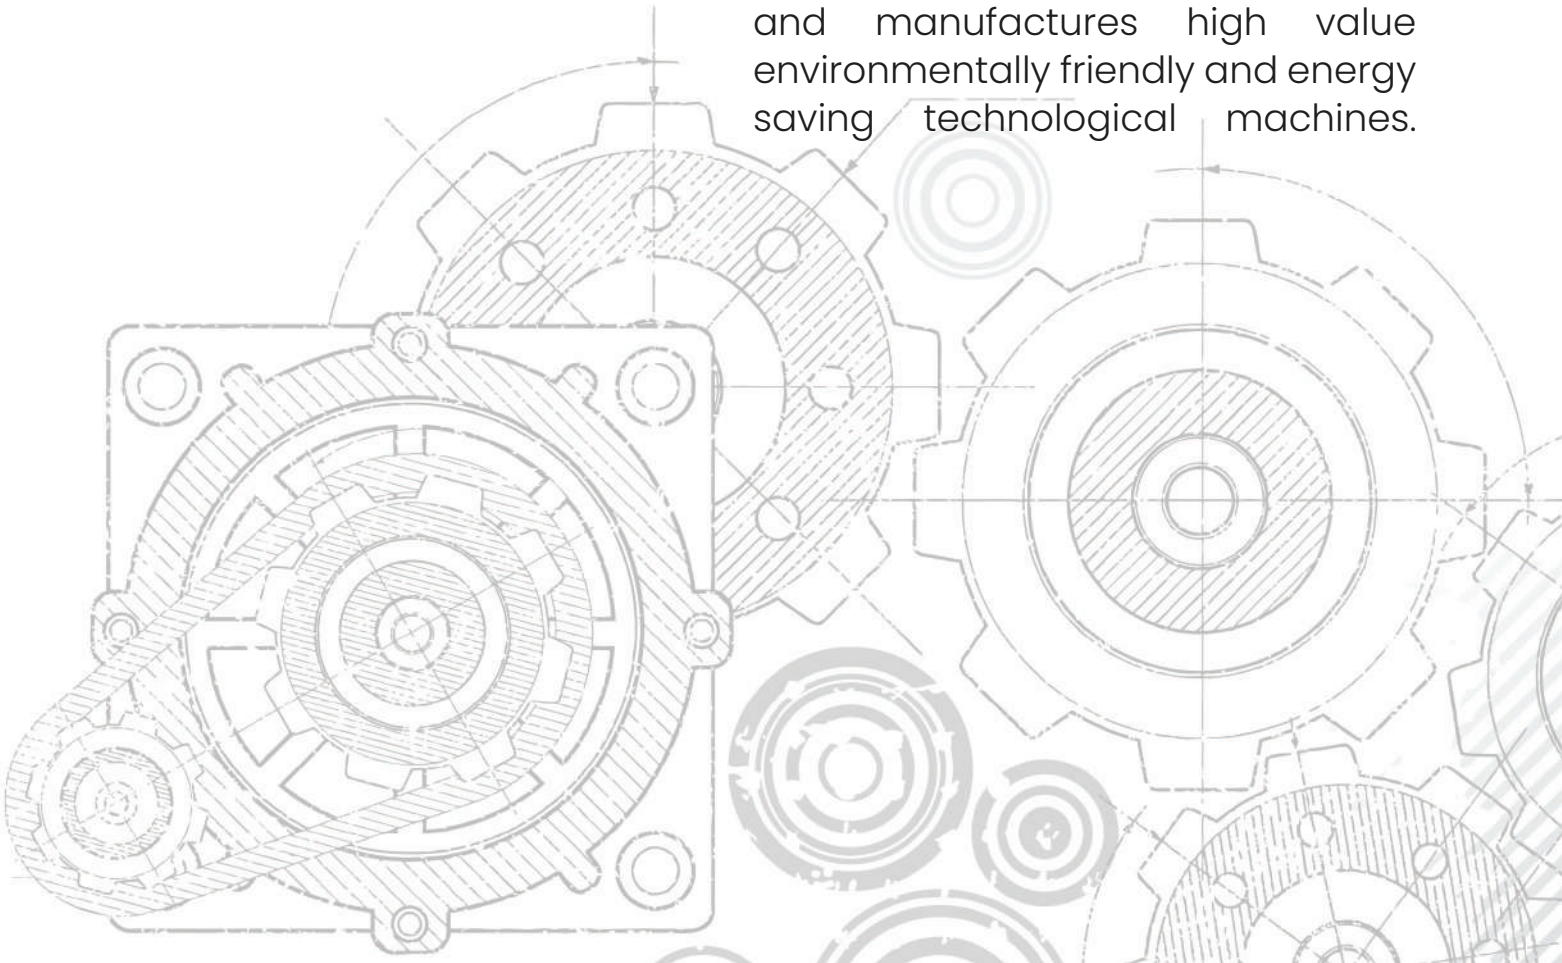 and manufactures high value
environmentally friendly and energy
saving technological machines.